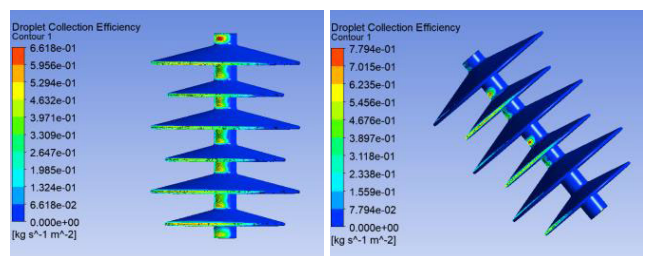 Droplet Collection Efficiency
Contour 1
6.618e-01
5.956e-01
5.294e-01
4.632e-01
3.971e-01
3.309e-01
2.647e-01
1.985e-01
1.324e-01
6.618e-02
0.000e+00
[kg s^-1 m^-2]
Droplet Collection Efficiency
Contour 1
7.794e-01
7.015e-01
6.235e-01
5.456e-01
4.676e-01
3.897e-01
3.118e-01
2.338e-01
1.559e-01
7.794e-02
0.000e+00
[kg s^-1 m^-2]